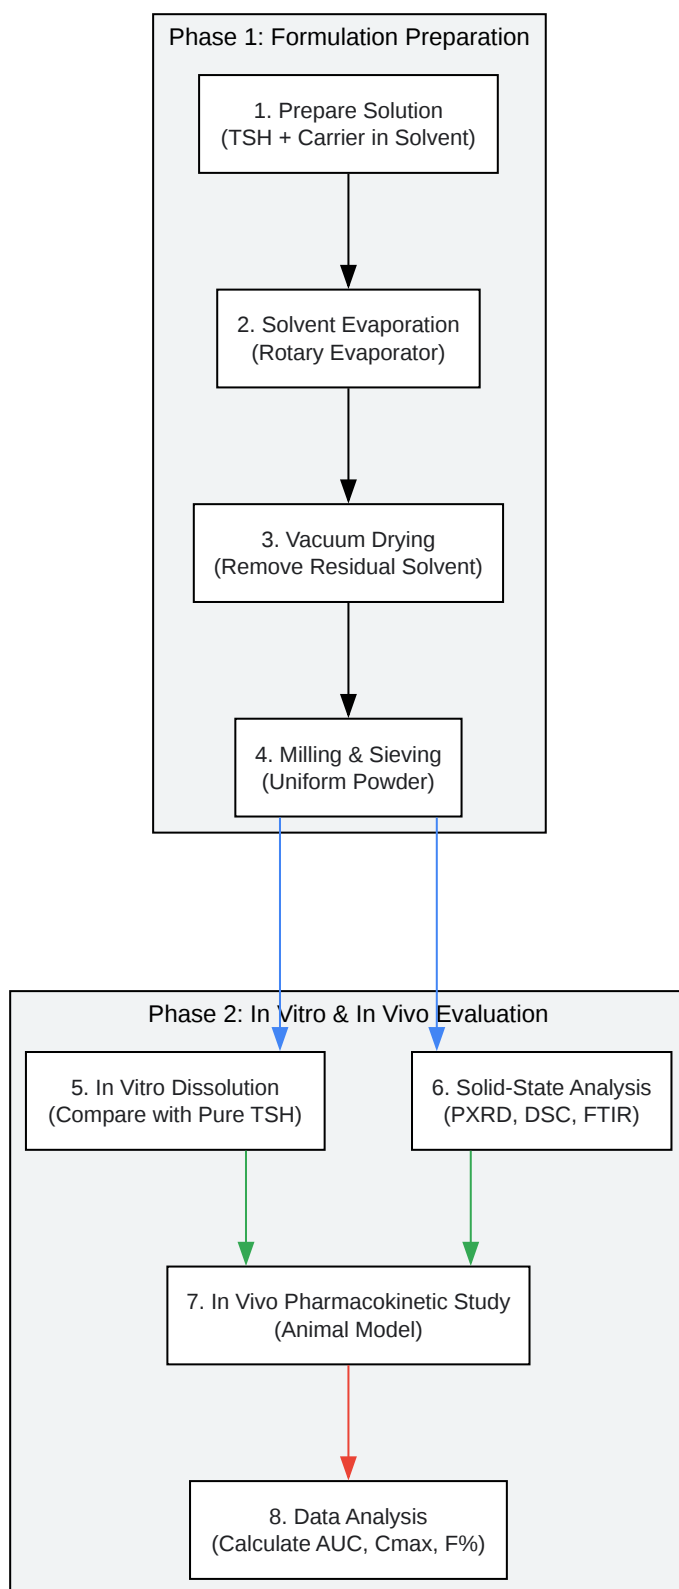 Phase 1: Formulation Preparation
1. Prepare Solution
(TSH + Carrier in Solvent)
2. Solvent Evaporation
(Rotary Evaporator)
3. Vacuum Drying
(Remove Residual Solvent)
4. Milling & Sieving
(Uniform Powder)
Phase 2: In Vitro & In Vivo Evaluation
5. In Vitro Dissolution
(Compare with Pure TSH)
6. Solid-State Analysis
(PXRD, DSC, FTIR)
7. In Vivo Pharmacokinetic Study
(Animal Model)
8. Data Analysis
(Calculate AUC, Cmax, F%)